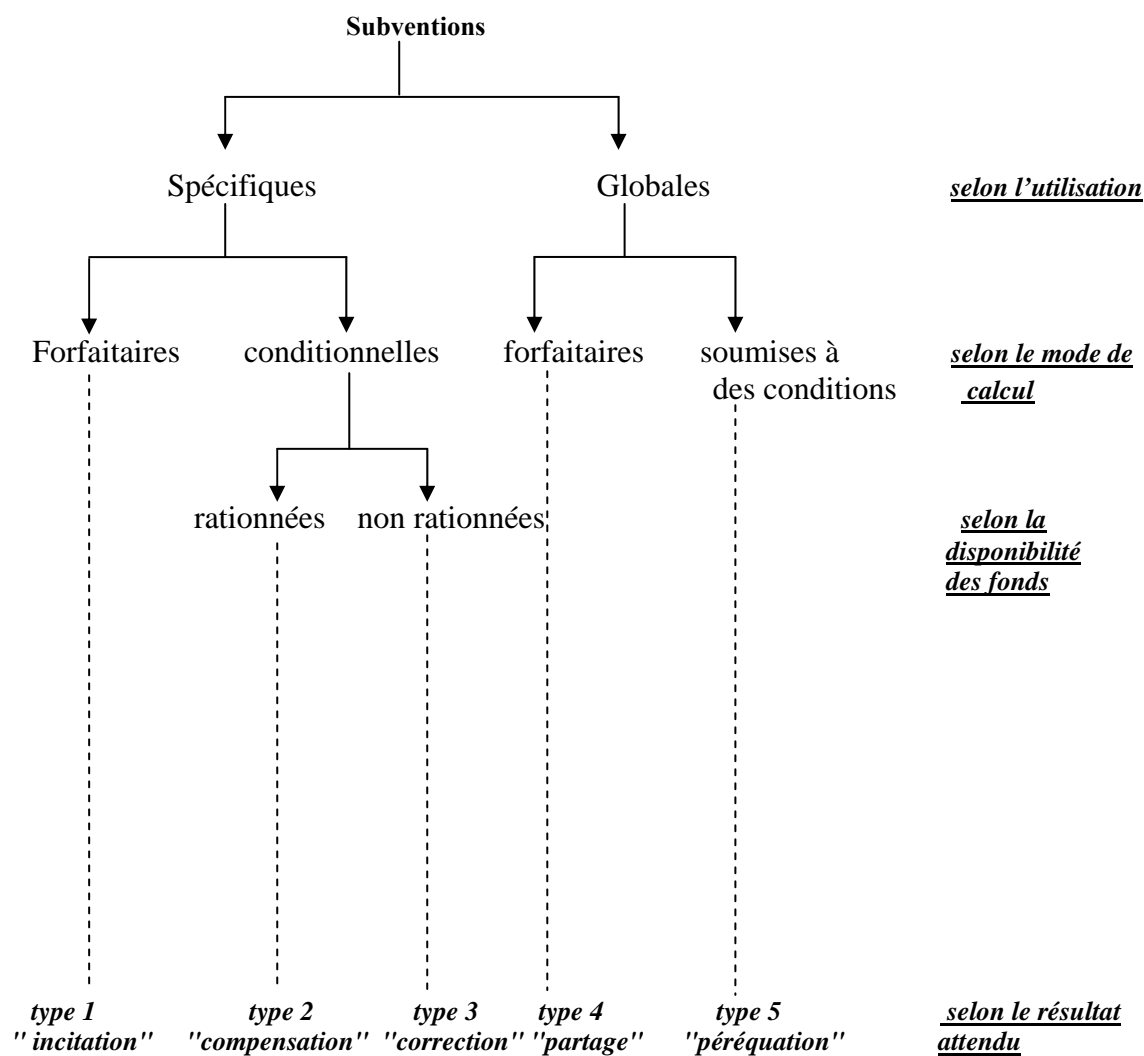 Subventions
Spécifiques Globales selon l’utilisation
Forfaitaires conditionnelles forfaitaires soumises à selon le mode de
des conditions calcul
rationnées non rationnées selon la
disponibilité
des fonds
type 1 type 2 type 3 type 4 type 5 selon le résultat
" incitation" "compensation" "correction" "partage" "péréquation" attendu